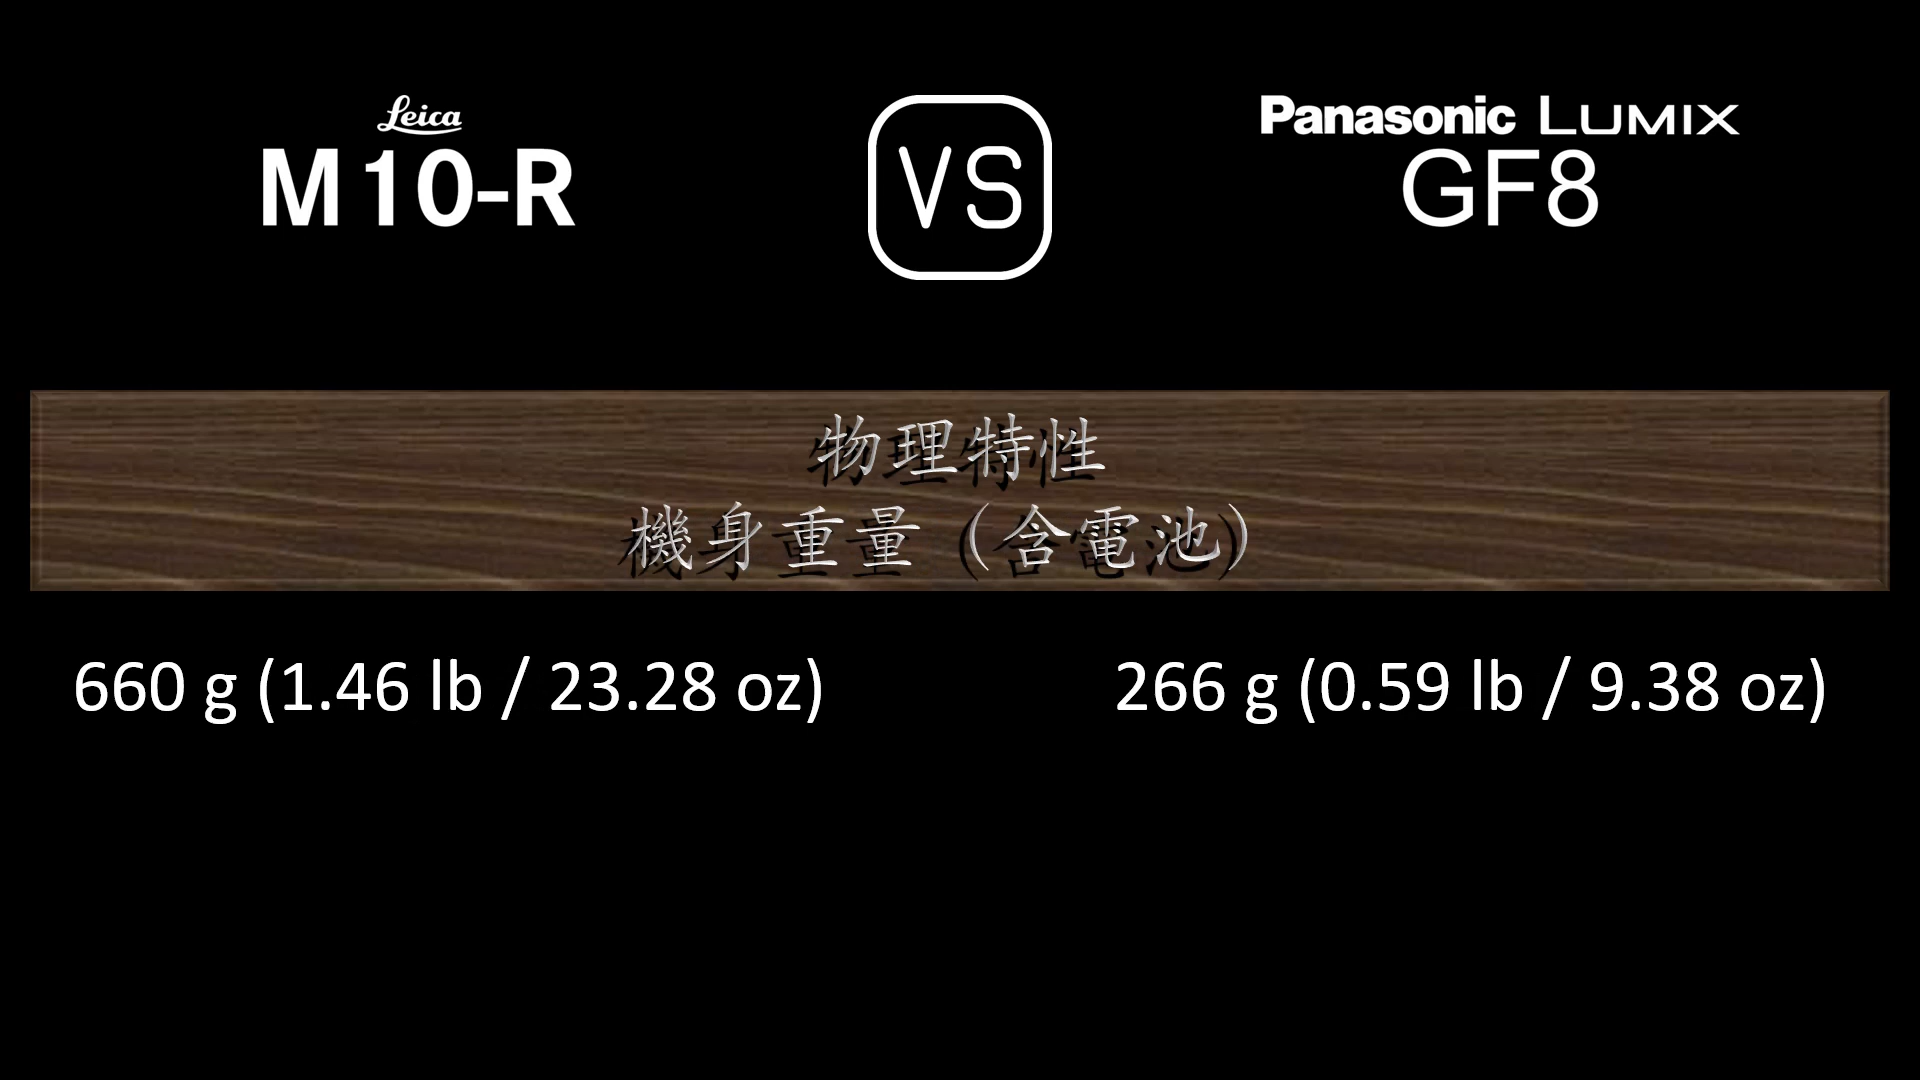 Leica
M10-R
VS
Panasonic LUMIX
GF8
物理特性
機身重量（含電池）
660 g (1.46 lb / 23.28 oz)
266 g (0.59 lb / 9.38 oz)